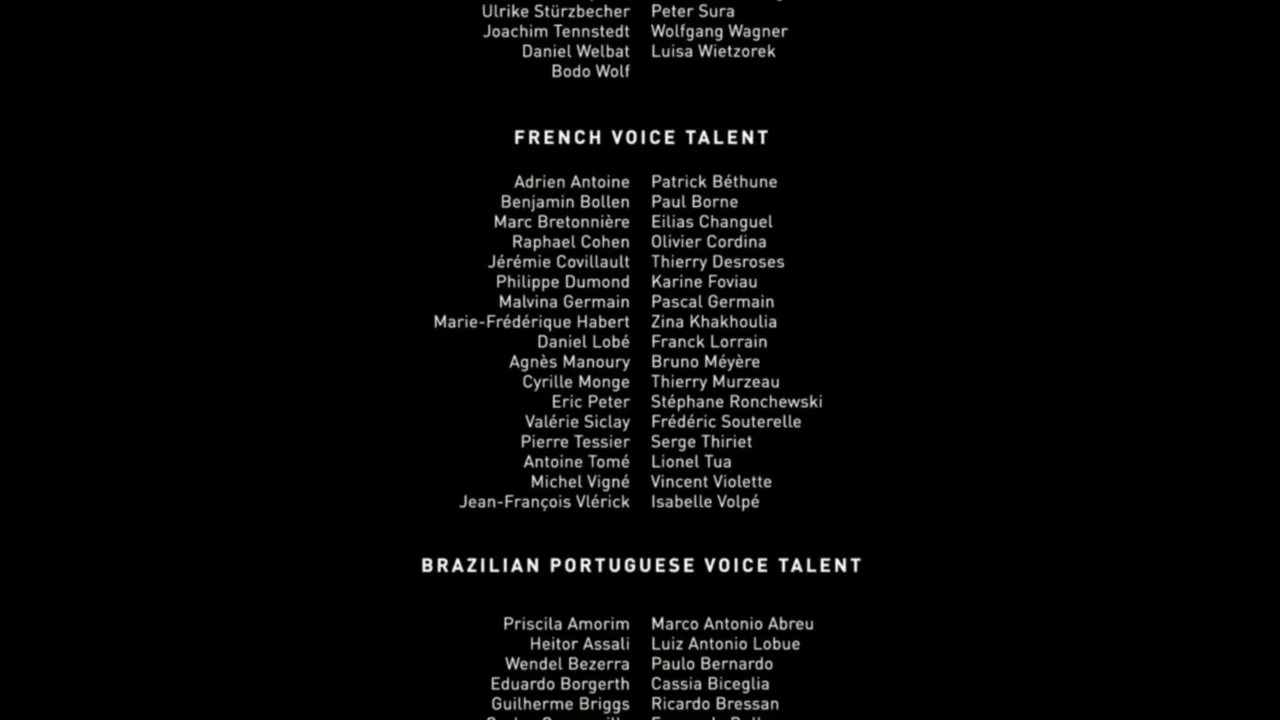 Ulrike Stürzbecher Peter Sura
Joachim Tennstedt Wolfgang Wagner
Daniel Welbat Luisa Wietzorek
Bodo Wolf
FRENCH VOICE TALENT
Adrien Antoine Patrick Béthune
Benjamin Bollen Paul Borne
Marc Bretonnière Eilias Changuel
Raphael Cohen Olivier Cordina
Jérémie Covillault Thierry Desroses
Philippe Dumond Karine Foviau
Malvina Germain Pascal Germain
Marie-Frédérique Habert Zina Khakhoulia
Daniel Lobé Franck Lorrain
Agnès Manoury Bruno Méyère
Cyrille Monge Thierry Murzeau
Eric Peter Stéphane Ronchewski
Valérie Siclay Frédéric Souterelle
Pierre Tessier Serge Thiriet
Antoine Tomé Lionel Tua
Michel Vigné Vincent Violette
Jean-François Vlérick Isabelle Volpé
BRAZILIAN PORTUGUESE VOICE TALENT
Priscila Amorim Marco Antonio Abreu
Heitor Assali Luiz Antonio Lobue
Wendel Bezerra Paulo Bernardo
Eduardo Borgerth Cassia Biceglia
Guilherme Briggs Ricardo Bressan